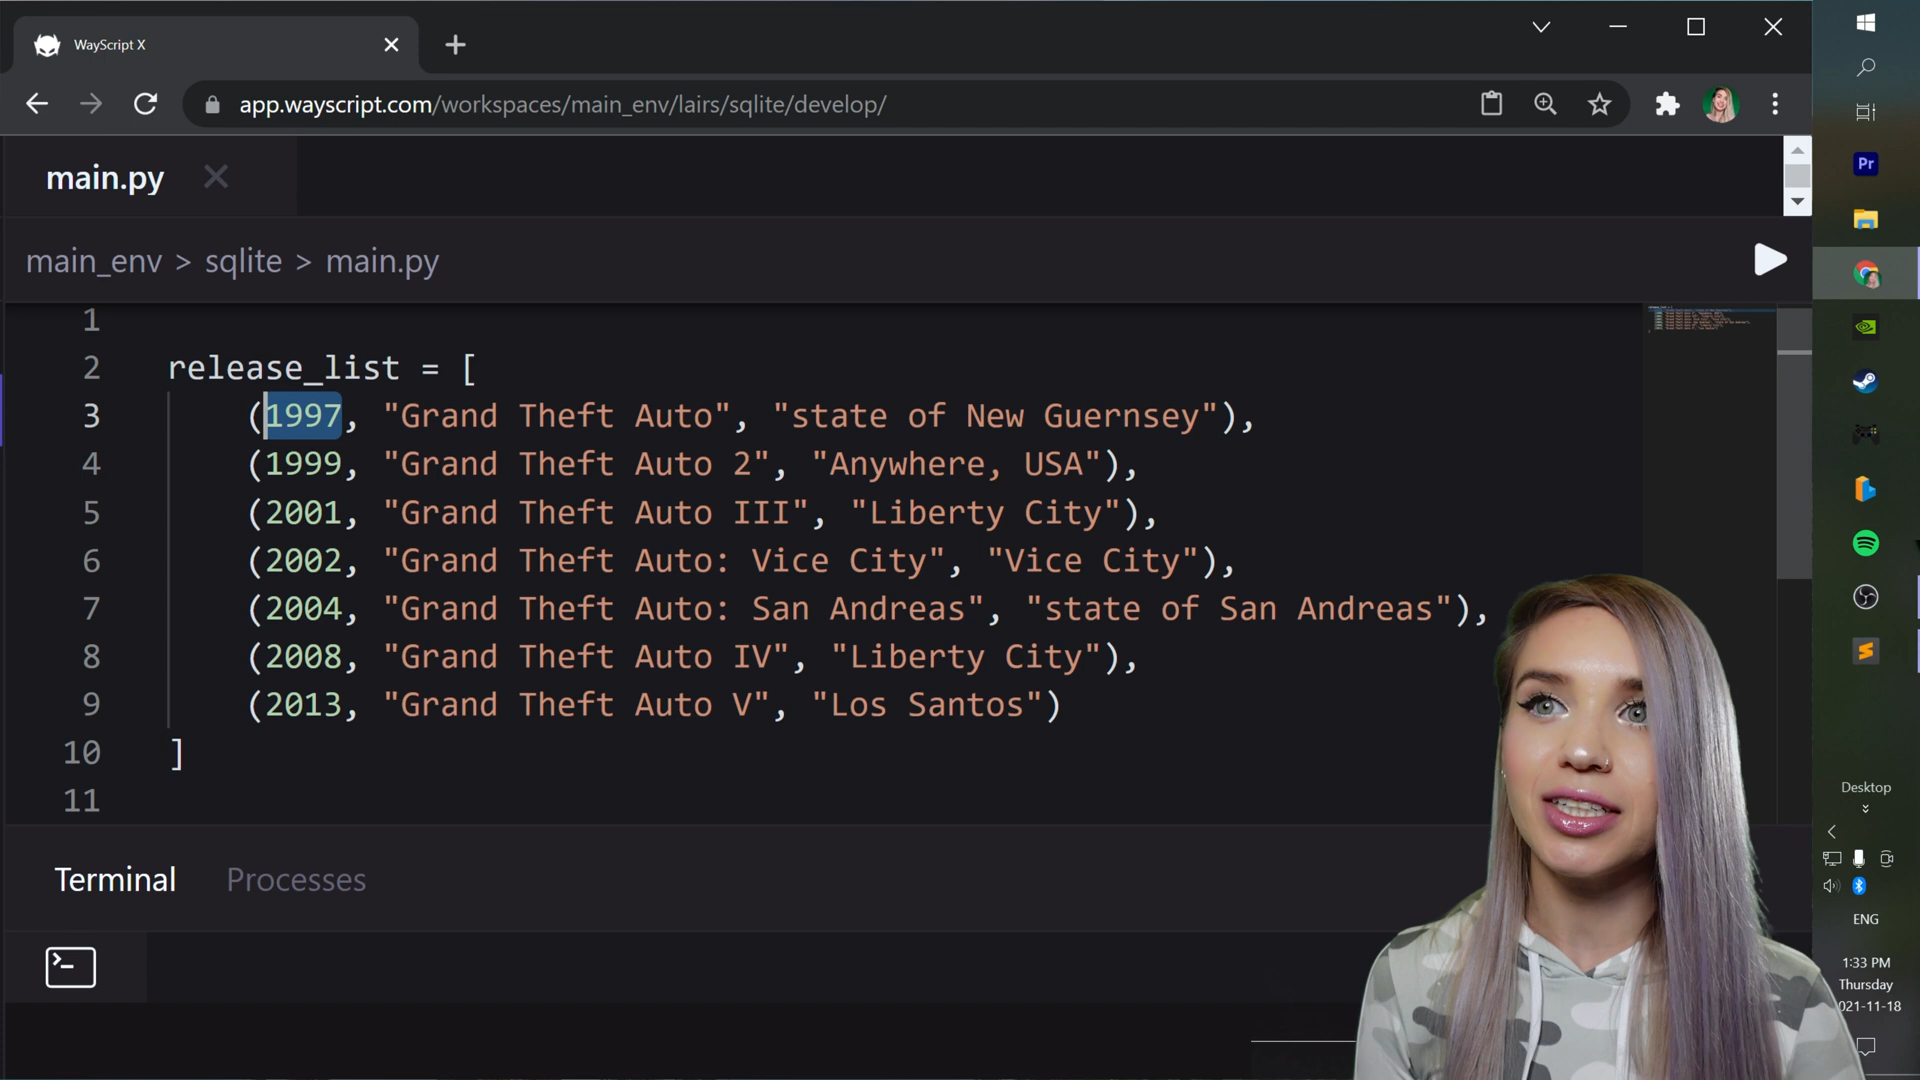 WayScript X
app.wayscript.com/workspaces/main_env/lairs/sqlite/develop/
main.py
main_env > sqlite > main.py
Pr
1
2 release_list = [
3 (1997, "Grand Theft Auto", "state of New Guernsey"),
4 (1999, "Grand Theft Auto 2", "Anywhere, USA"),
5 (2001, "Grand Theft Auto III", "Liberty City"),
6 (2002, "Grand Theft Auto: Vice City", "Vice City"),
7 (2004, "Grand Theft Auto: San Andreas", "state of San Andreas"),
8 (2008, "Grand Theft Auto IV", "Liberty City"),
9 (2013, "Grand Theft Auto V", "Los Santos")
10 ]
11
Terminal Processes
Desktop
ENG
1:33 PM
Thursday
021-11-18